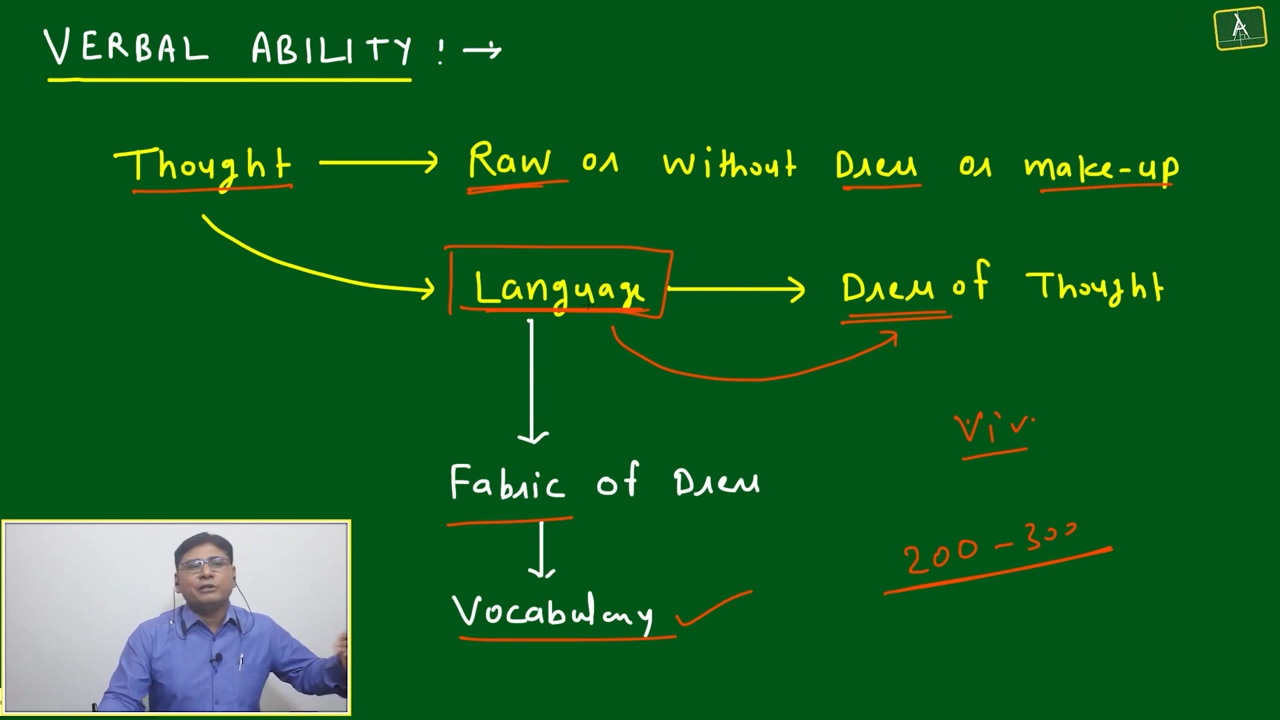 VERBAL ABILITY : →
Thought → Raw or without Dress or make-up
Language → Dress of Thought
Viv.
Fabric of Dress
200 - 300
Vocabulary ✓
A